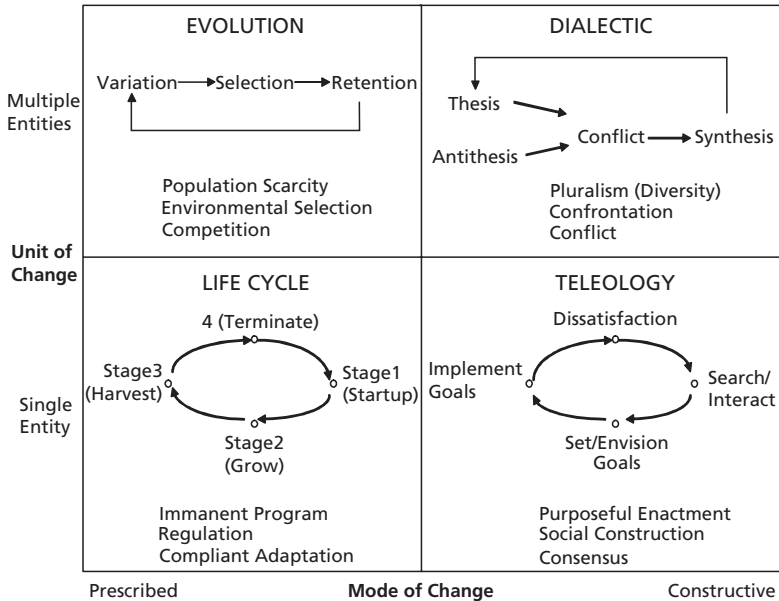 EVOLUTION
Variation Selection Retention
Population Scarcity
Environmental Selection
Competition
DIALECTIC
Thesis
Antithesis
Conflict Synthesis
Pluralism (Diversity)
Confrontation
Conflict
Multiple
Entities
Unit of
Change
Single
Entity
LIFE CYCLE
4 (Terminate)
Stage3
(Harvest)
Stage1
(Startup)
Stage2
(Grow)
Immanent Program
Regulation
Compliant Adaptation
TELEOLOGY
Dissatisfaction
Implement
Goals
Search/
Interact
Set/Envision
Goals
Purposeful Enactment
Social Construction
Consensus
Prescribed Mode of Change Constructive